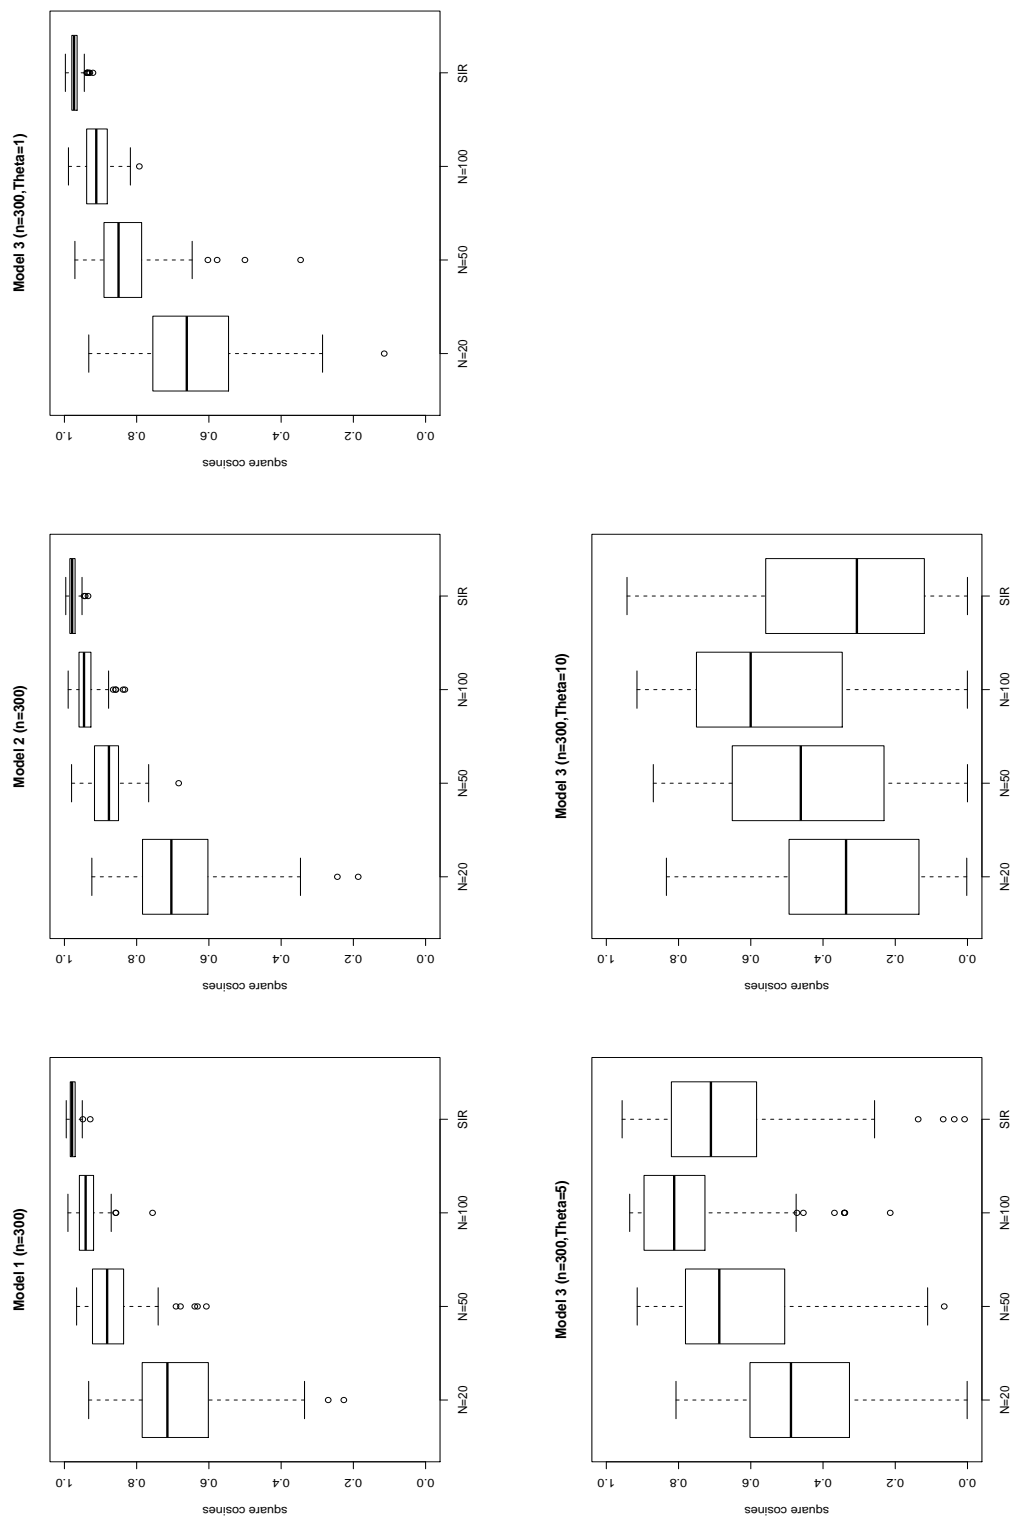 Model 1 (n=300)
square cosines
0.0 0.2 0.4 0.6 0.8 1.0
N=20 N=50 N=100 SIR
Model 2 (n=300)
square cosines
0.0 0.2 0.4 0.6 0.8 1.0
N=20 N=50 N=100 SIR
Model 3 (n=300,Theta=1)
square cosines
0.0 0.2 0.4 0.6 0.8 1.0
N=20 N=50 N=100 SIR
Model 3 (n=300,Theta=5)
square cosines
0.0 0.2 0.4 0.6 0.8 1.0
N=20 N=50 N=100 SIR
Model 3 (n=300,Theta=10)
square cosines
0.0 0.2 0.4 0.6 0.8 1.0
N=20 N=50 N=100 SIR